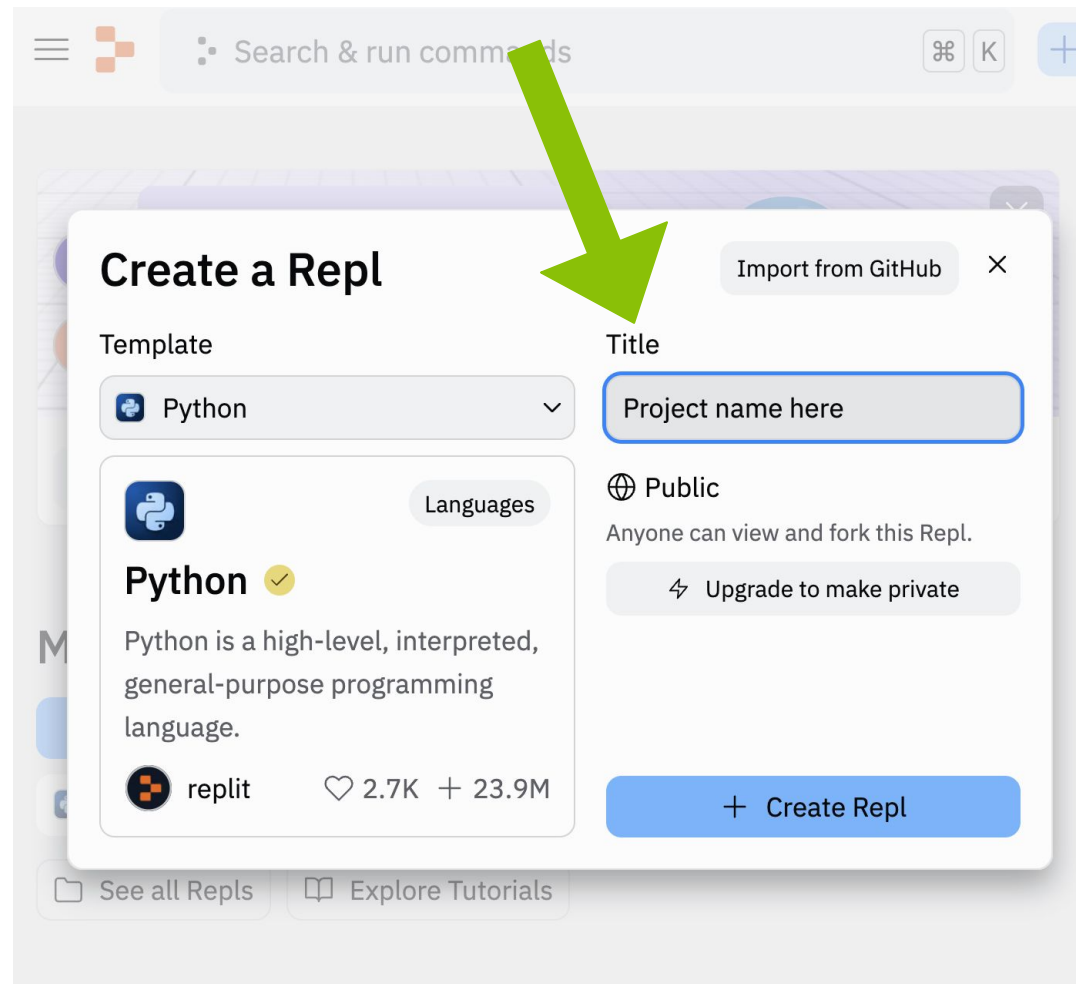 Search & run commands
⌘ K
Create a Repl
Import from GitHub
Template
Python
Languages
Python
Python is a high-level, interpreted,
general-purpose programming
language.
replit
2.7K
23.9M
Title
Project name here
Public
Anyone can view and fork this Repl.
Upgrade to make private
+ Create Repl
M
See all Repls
Explore Tutorials